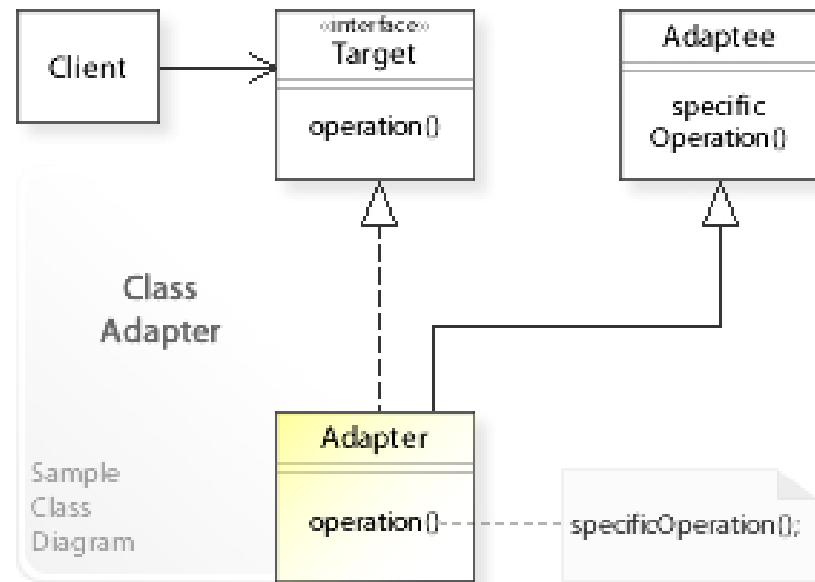 Client
«interface»
Target
operation()
Adaptee
specific
Operation()
Class
Adapter
Adapter
operation()
specificOperation();
Sample
Class
Diagram